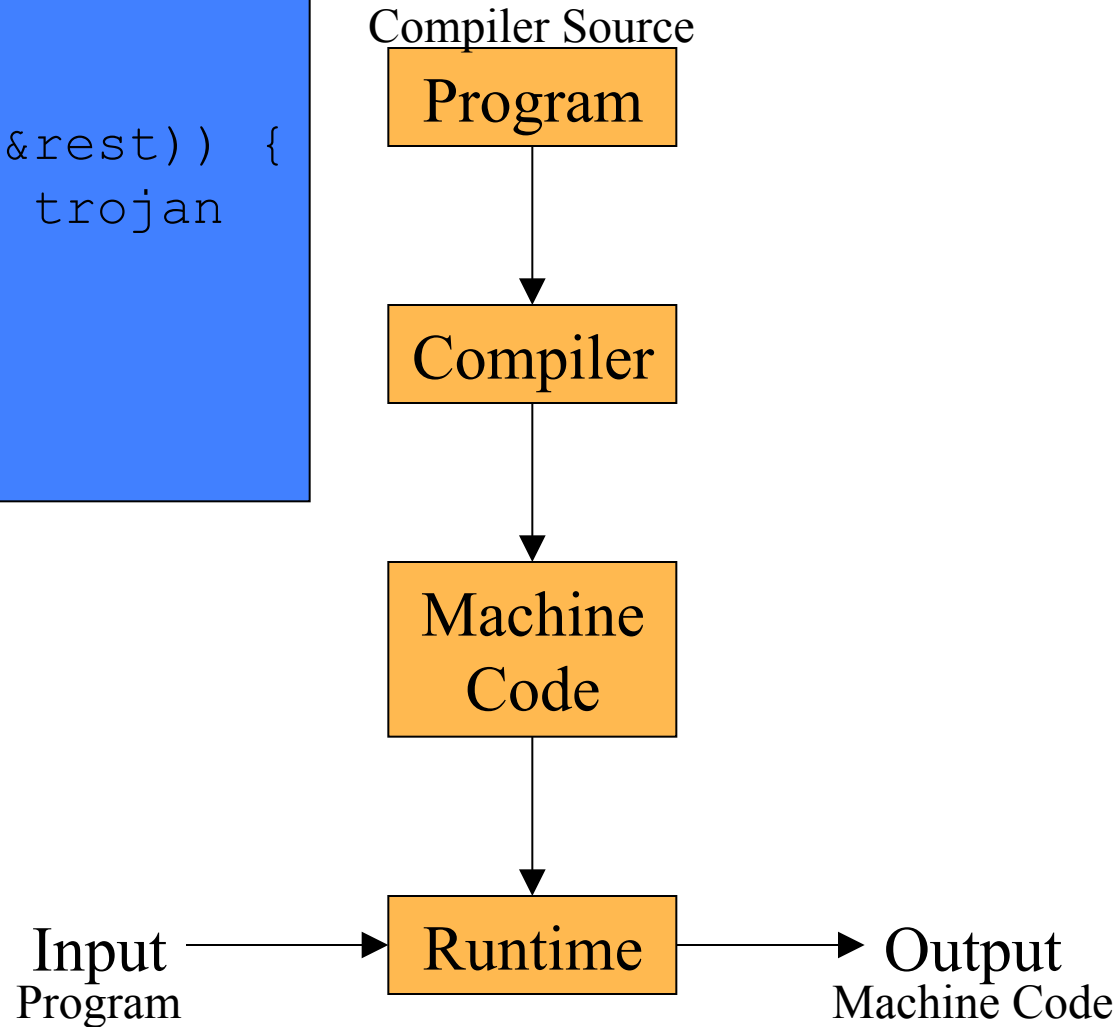 &rest)) {
trojan
Compiler Source
Program
Compiler
Machine
Code
Input
Program
Runtime
Output
Machine Code